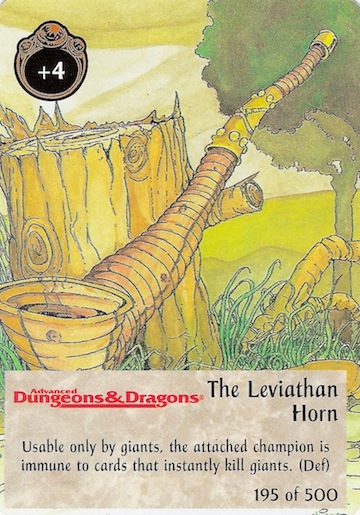 +4
The Leviathan
Horn
Advanced
Dungeons & Dragons®
Usable only by giants, the attached champion is
immune to cards that instantly kill giants. (Def)
195 of 500